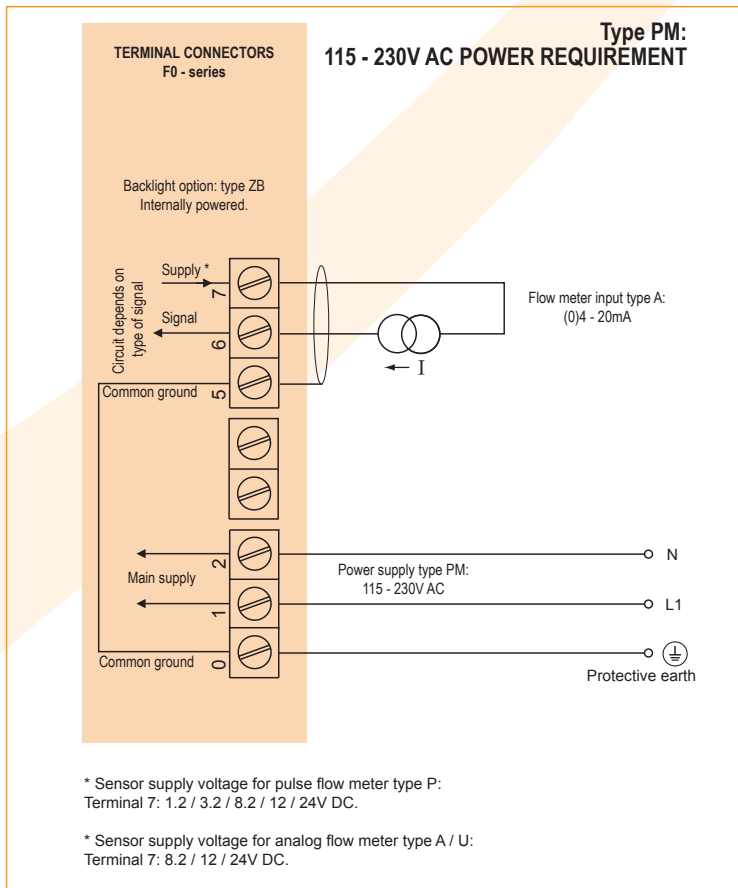 Type PM:
115 - 230V AC POWER REQUIREMENT
TERMINAL CONNECTORS
F0 - series
Backlight option: type ZB
Internally powered.
Circuit depends on
type of signal
Supply *
7
Signal
6
Common ground
5
Flow meter input type A:
(0)4 - 20mA
I
2
Main supply
1
Power supply type PM:
115 - 230V AC
N
L1
Common ground
0
Protective earth
* Sensor supply voltage for pulse flow meter type P:
Terminal 7: 1.2 / 3.2 / 8.2 / 12 / 24V DC.
* Sensor supply voltage for analog flow meter type A / U:
Terminal 7: 8.2 / 12 / 24V DC.